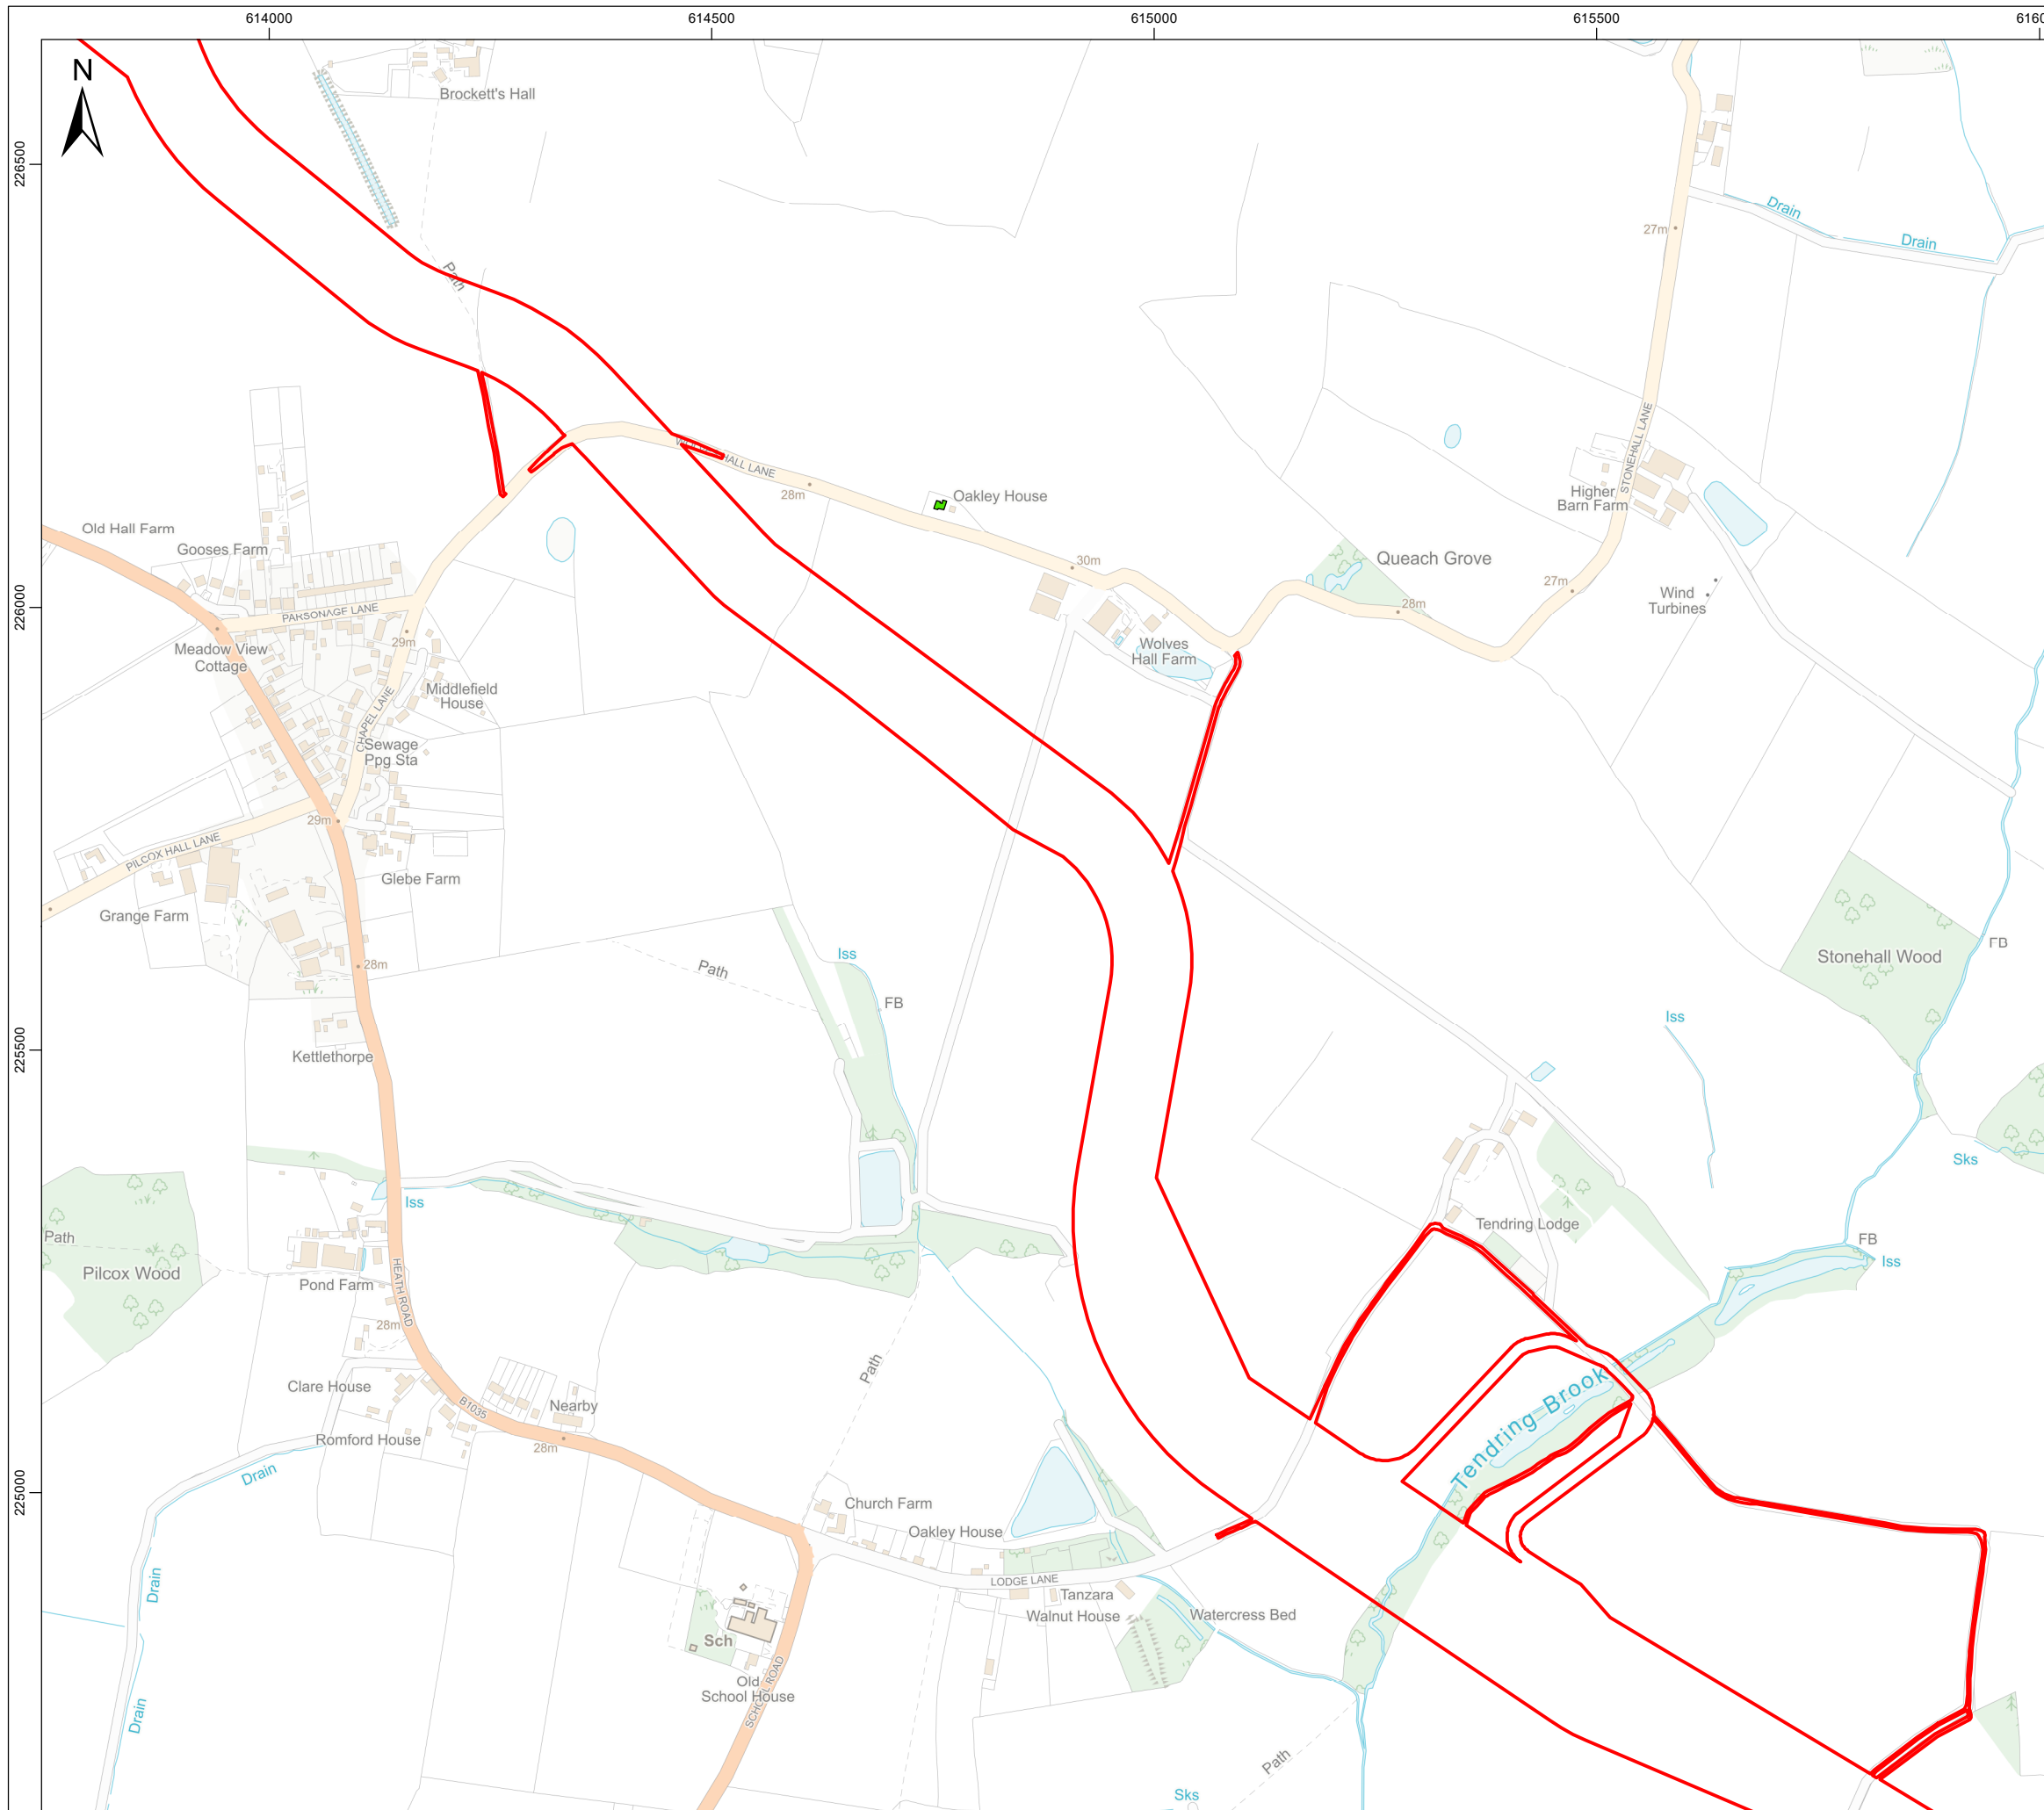 614000
614500
615000
615500
N
226500
226000
225500
225000
Brockett's Hall
Path
Drain
Drain
27m
HALL LANE
28m
Oakley House
STONEHALL LANE
Higher
Barn Farm
Old Hall Farm
Gooses Farm
PARSONAGE LANE
30m
Queach Grove
27m
28m
Wind
Turbines
Meadow View
Cottage
29m
Wolves
Hall Farm
Middlefield
House
CHAPEL LANE
Sewage
Ppg Sta
29m
PILCOX HALL LANE
Glebe Farm
Grange Farm
28m
Path
Iss
FB
Stonehall Wood
FB
Iss
Kettlethorpe
Sks
Iss
Path
Pilcox Wood
Pond Farm
HEATH ROAD
28m
Tendring Lodge
FB
Iss
Path
Clare House
B1035
Nearby
Romford House
28m
Drain
Tendring Brook
Church Farm
Oakley House
LODGE LANE
Tanzara
Walnut House
Watercress Bed
Drain
Sch
Old
School House
SCHOOL ROAD
Drain
Path
Sks